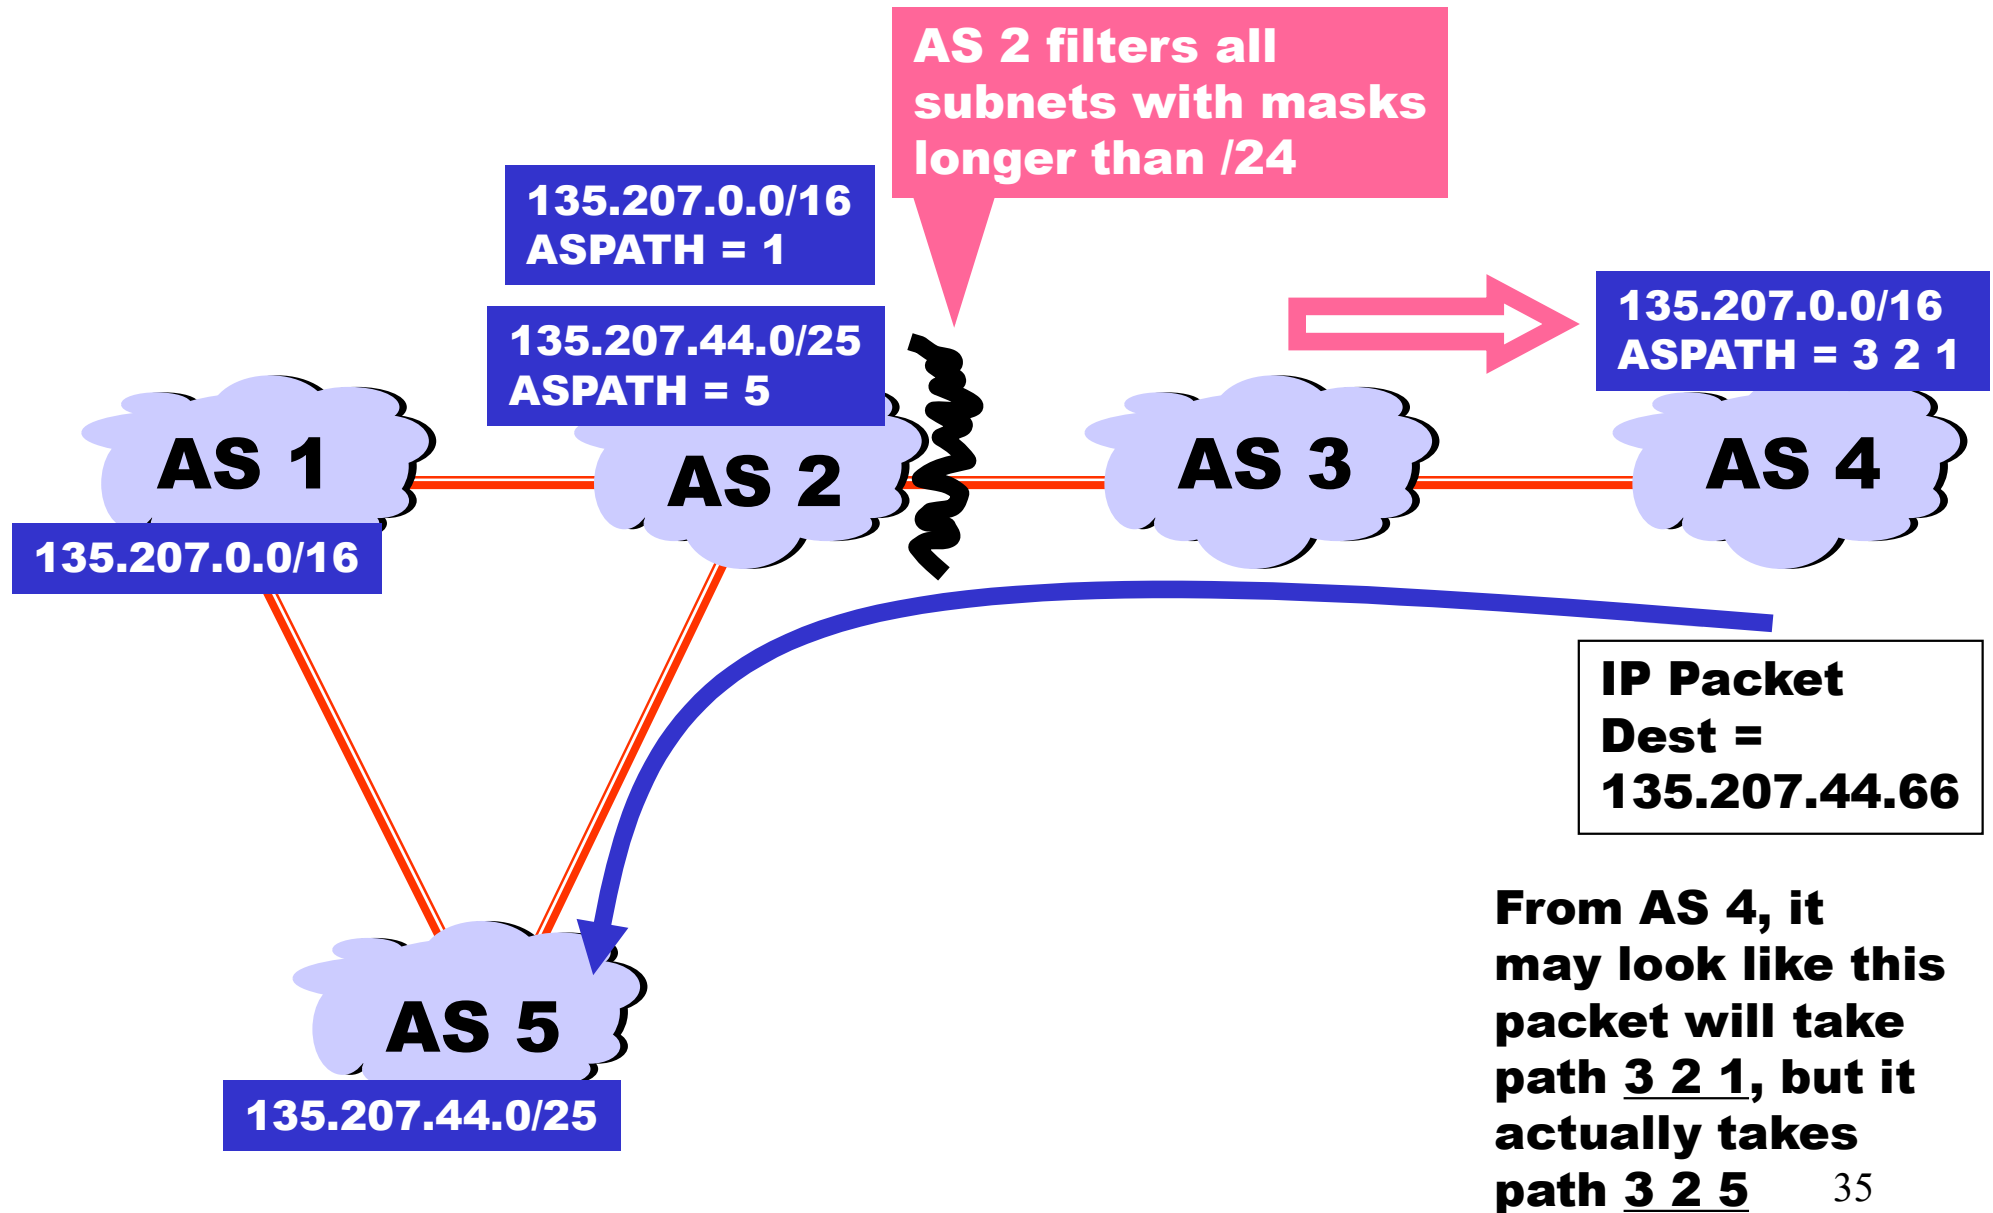 AS 2 filters all
subnets with masks
longer than /24
135.207.0.0/16
ASPATH = 1
135.207.44.0/25
ASPATH = 5
135.207.0.0/16
ASPATH = 3 2 1
AS 1
AS 2
AS 3
AS 4
135.207.0.0/16
IP Packet
Dest =
135.207.44.66
AS 5
135.207.44.0/25
From AS 4, it
may look like this
packet will take
path 3 2 1, but it
actually takes
path 3 2 5
35